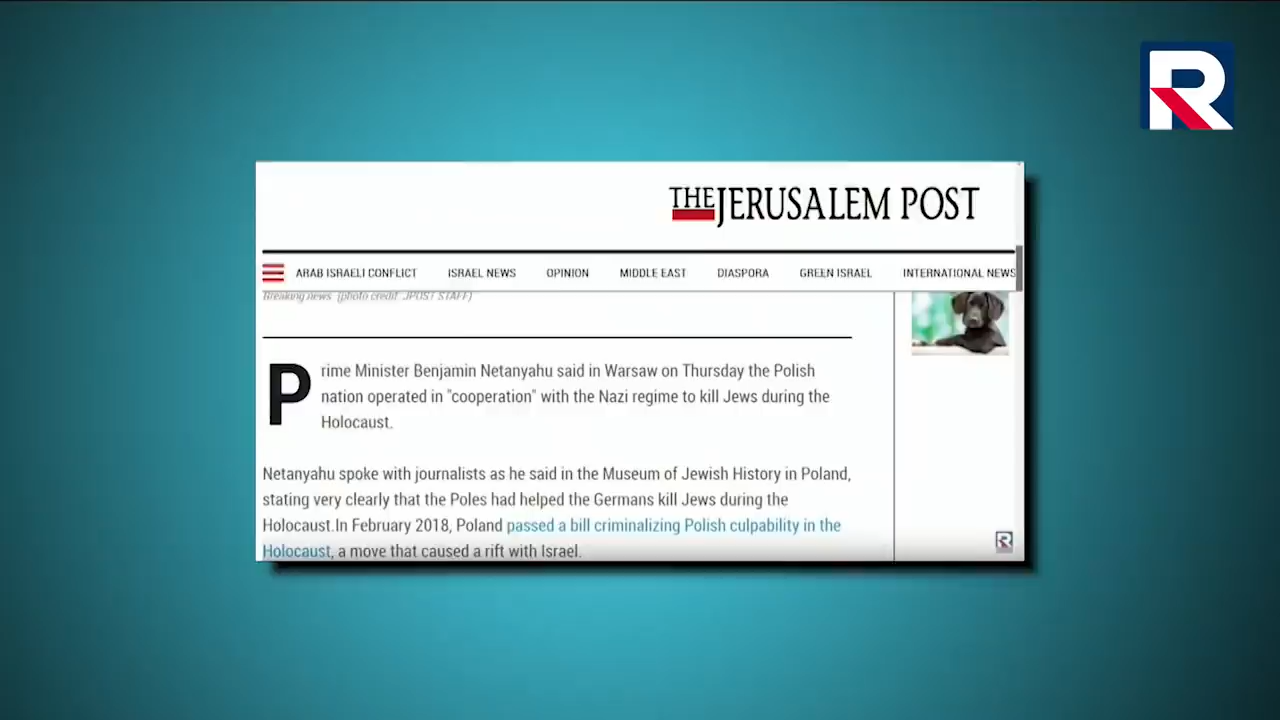 R
THE JERUSALEM POST
ARAB ISRAELI CONFLICT ISRAEL NEWS OPINION MIDDLE EAST DIASPORA GREEN ISRAEL INTERNATIONAL NEWS
Breaking news (photo credit: JPOST STAFF)
Prime Minister Benjamin Netanyahu said in Warsaw on Thursday the Polish
nation operated in "cooperation" with the Nazi regime to kill Jews during the
Holocaust.
Netanyahu spoke with journalists as he said in the Museum of Jewish History in Poland,
stating very clearly that the Poles had helped the Germans kill Jews during the
Holocaust.In February 2018, Poland passed a bill criminalizing Polish culpability in the
Holocaust, a move that caused a rift with Israel.
R